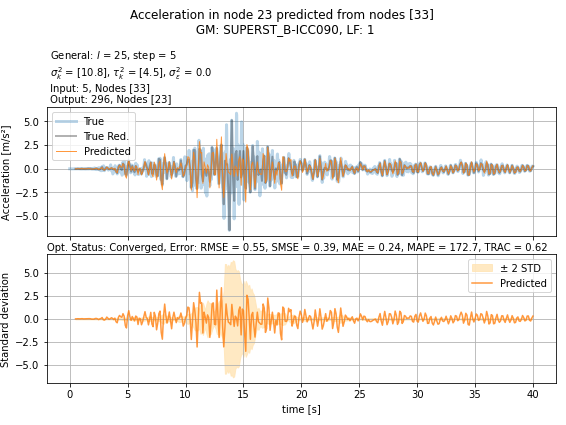 Acceleration in node 23 predicted from nodes [33]
GM: SUPERST_B-ICC090, LF: 1
General: l = 25, step = 5
σ²ₖ = [10.8], τ²ₖ = [4.5], σ²ε = 0.0
Input: 5, Nodes [33]
Output: 296, Nodes [23]
Acceleration [m/s²]
5.0
2.5
0.0
−2.5
−5.0
True
True Red.
Predicted
Opt. Status: Converged, Error: RMSE = 0.55, SMSE = 0.39, MAE = 0.24, MAPE = 172.7, TRAC = 0.62
Standard deviation
5.0
2.5
0.0
−2.5
−5.0
± 2 STD
Predicted
0 5 10 15 20 25 30 35 40
time [s]